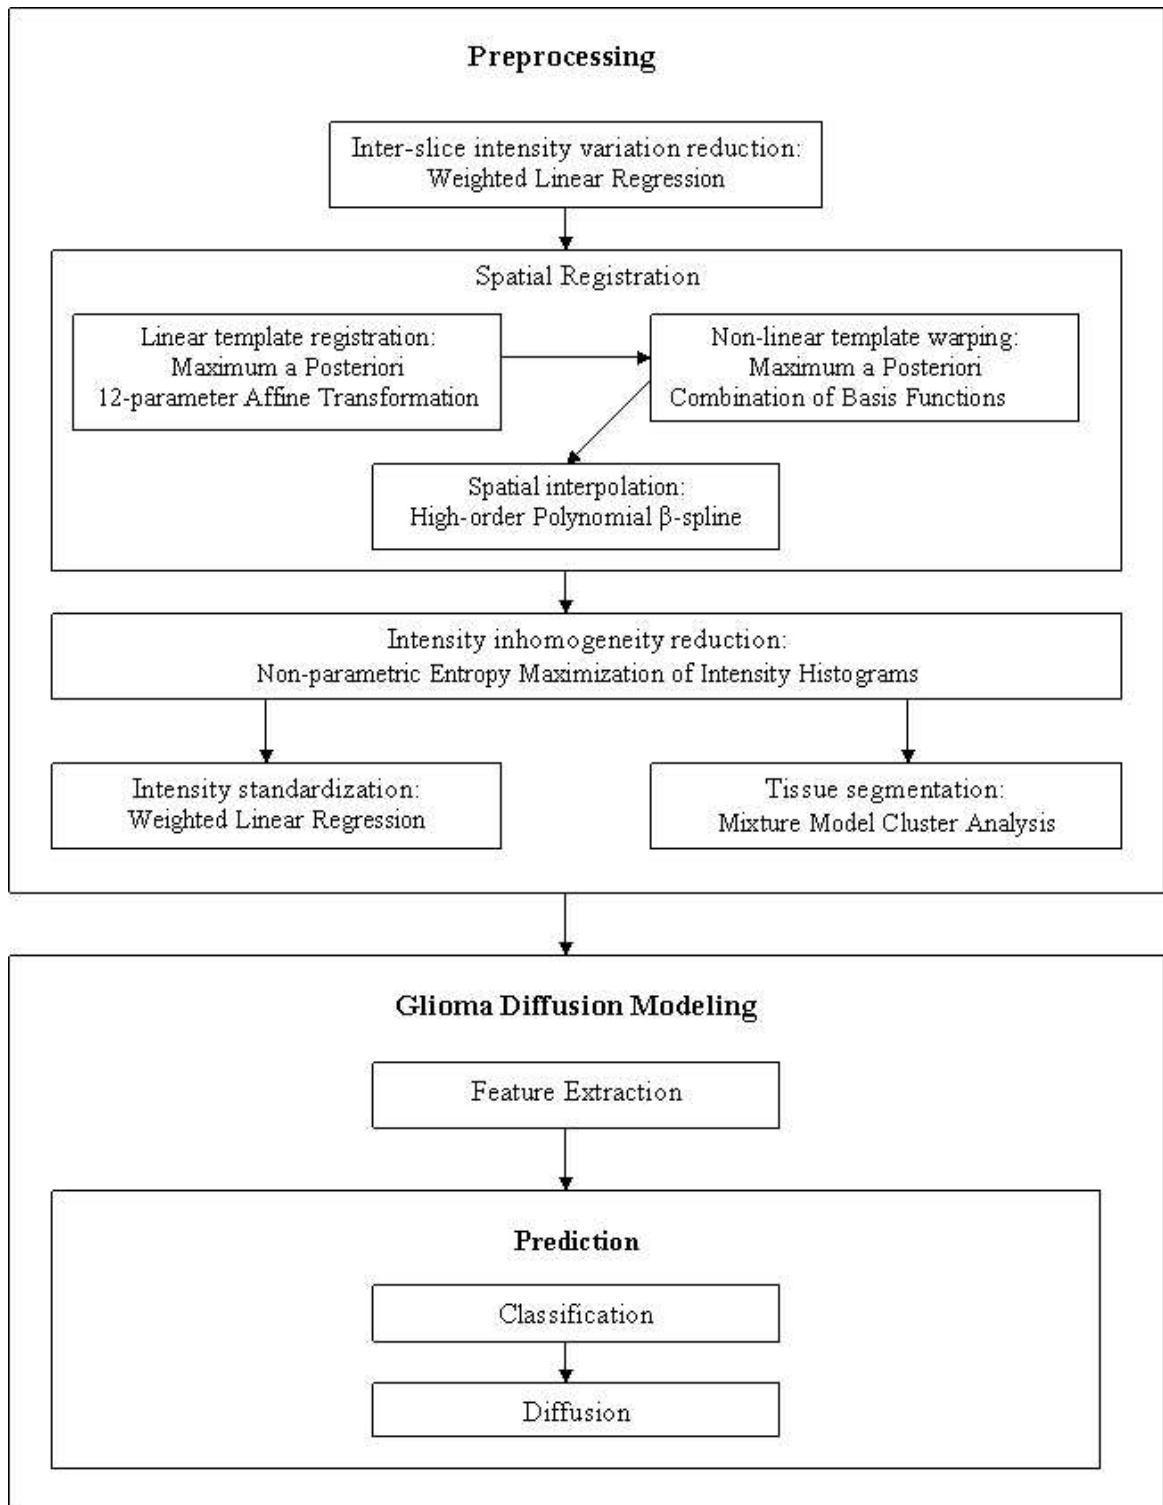 Preprocessing
Inter-slice intensity variation reduction:
Weighted Linear Regression
Spatial Registration
Linear template registration:
Maximum a Posteriori
12-parameter Affine Transformation
Non-linear template warping:
Maximum a Posteriori
Combination of Basis Functions
Spatial interpolation:
High-order Polynomial β-spline
Intensity inhomogeneity reduction:
Non-parametric Entropy Maximization of Intensity Histograms
Intensity standardization:
Weighted Linear Regression
Tissue segmentation:
Mixture Model Cluster Analysis
Glioma Diffusion Modeling
Feature Extraction
Prediction
Classification
Diffusion